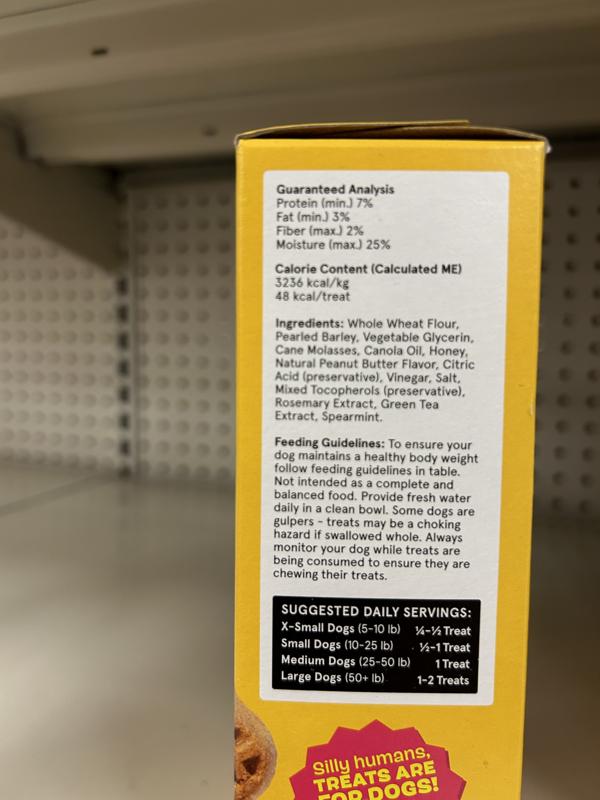 Guaranteed Analysis
Protein (min.) 7%
Fat (min.) 3%
Fiber (max.) 2%
Moisture (max.) 25%
Calorie Content (Calculated ME)
3236 kcal/kg
48 kcal/treat
Ingredients: Whole Wheat Flour,
Pearled Barley, Vegetable Glycerin,
Cane Molasses, Canola Oil, Honey,
Natural Peanut Butter Flavor, Citric
Acid (preservative), Vinegar, Salt,
Mixed Tocopherols (preservative),
Rosemary Extract, Green Tea
Extract, Spearmint.
Feeding Guidelines: To ensure your
dog maintains a healthy body weight
follow feeding guidelines in table.
Not intended as a complete and
balanced food. Provide fresh water
daily in a clean bowl. Some dogs are
gulpers - treats may be a choking
hazard if swallowed whole. Always
monitor your dog while treats are
being consumed to ensure they are
chewing their treats.
SUGGESTED DAILY SERVINGS:
X-Small Dogs (5-10 lb) ¼-½ Treat
Small Dogs (10-25 lb) ½-1 Treat
Medium Dogs (25-50 lb) 1 Treat
Large Dogs (50+ lb) 1-2 Treats
Silly humans,
TREATS ARE
FOR DOGS!